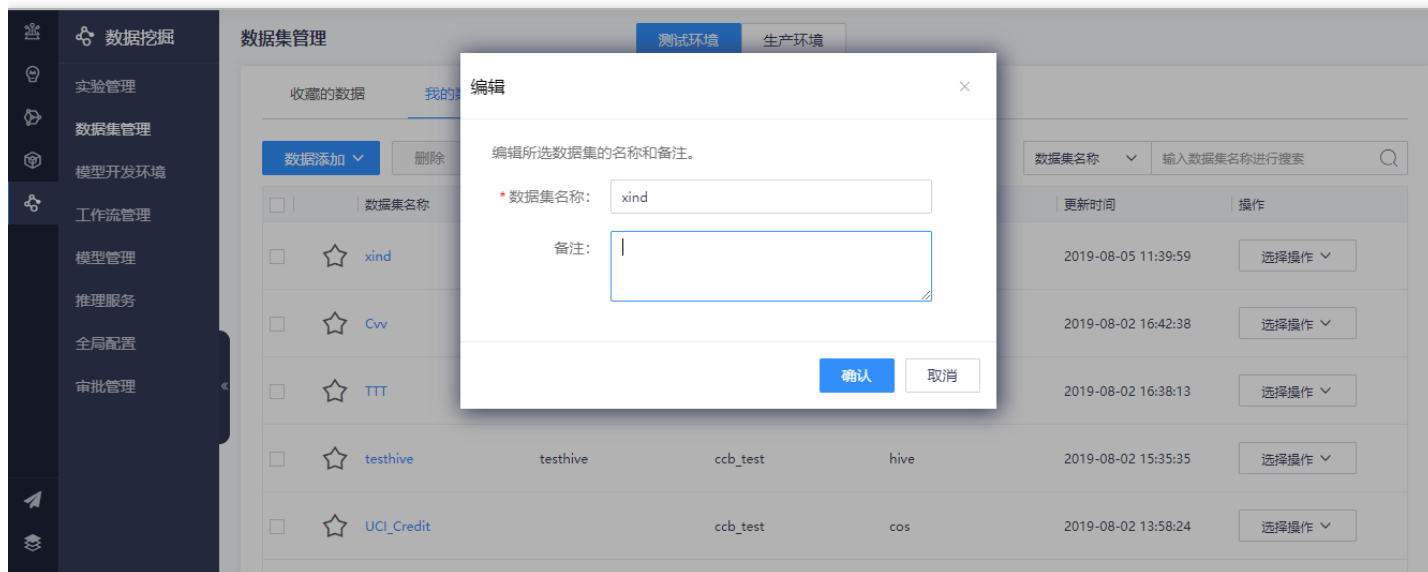 数据挖掘
实验管理
数据集管理
模型开发环境
工作流管理
模型管理
推理服务
全局配置
审批管理
数据集管理
测试环境 生产环境
收藏的数据 我的
数据添加 删除
数据集名称 输入数据集名称进行搜索
数据集名称 更新时间 操作
xind 2019-08-05 11:39:59 选择操作
Cvv 2019-08-02 16:42:38 选择操作
TTT 2019-08-02 16:38:13 选择操作
testhive testhive ccb_test hive 2019-08-02 15:35:35 选择操作
UCI_Credit ccb_test cos 2019-08-02 13:58:24 选择操作
编辑 ×
编辑所选数据集的名称和备注。
*数据集名称: xind
备注:
确认 取消